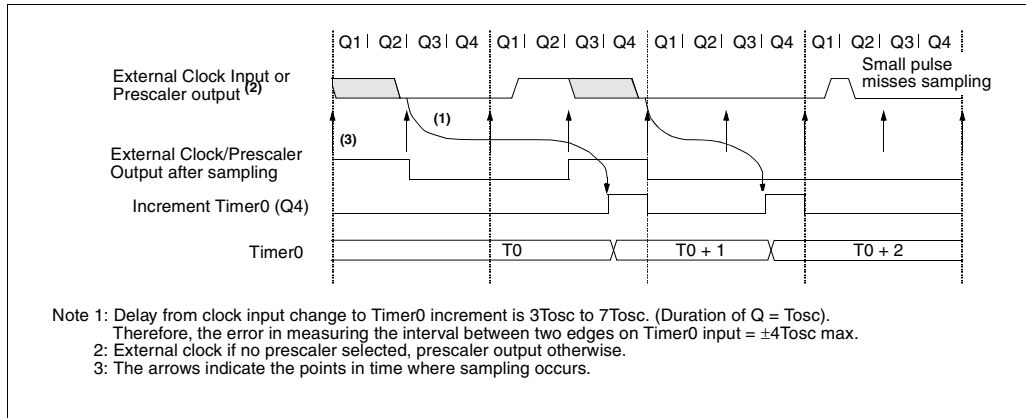 Q1 | Q2 | Q3 | Q4 Q1 | Q2 | Q3 | Q4 Q1 | Q2 | Q3 | Q4 Q1 | Q2 | Q3 | Q4
External Clock Input or
Prescaler output (2)
Small pulse
misses sampling
(1)
(3)
External Clock/Prescaler
Output after sampling
Increment Timer0 (Q4)
Timer0 T0 T0 + 1 T0 + 2
Note 1: Delay from clock input change to Timer0 increment is 3Tosc to 7Tosc. (Duration of Q = Tosc).
Therefore, the error in measuring the interval between two edges on Timer0 input = ±4Tosc max.
2: External clock if no prescaler selected, prescaler output otherwise.
3: The arrows indicate the points in time where sampling occurs.